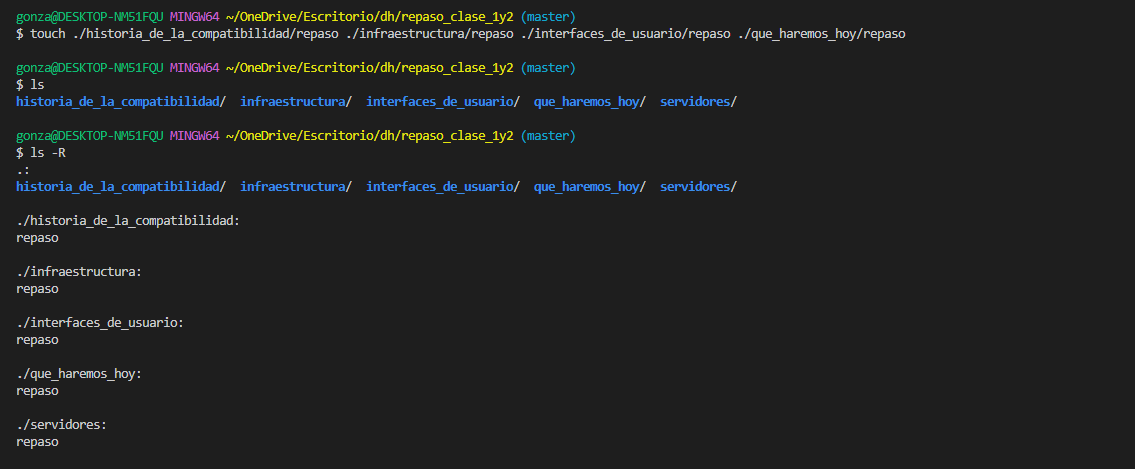 gonza@DESKTOP-NM51FQU MINGW64 ~/OneDrive/Escritorio/dh/repaso_clase_1y2 (master)
$ touch ./historia_de_la_compatibilidad/repaso ./infraestructura/repaso ./interfaces_de_usuario/repaso ./que_haremos_hoy/repaso
gonza@DESKTOP-NM51FQU MINGW64 ~/OneDrive/Escritorio/dh/repaso_clase_1y2 (master)
$ ls
historia_de_la_compatibilidad/  infraestructura/  interfaces_de_usuario/  que_haremos_hoy/  servidores/
gonza@DESKTOP-NM51FQU MINGW64 ~/OneDrive/Escritorio/dh/repaso_clase_1y2 (master)
$ ls -R
.:
historia_de_la_compatibilidad/  infraestructura/  interfaces_de_usuario/  que_haremos_hoy/  servidores/
./historia_de_la_compatibilidad:
repaso
./infraestructura:
repaso
./interfaces_de_usuario:
repaso
./que_haremos_hoy:
repaso
./servidores:
repaso